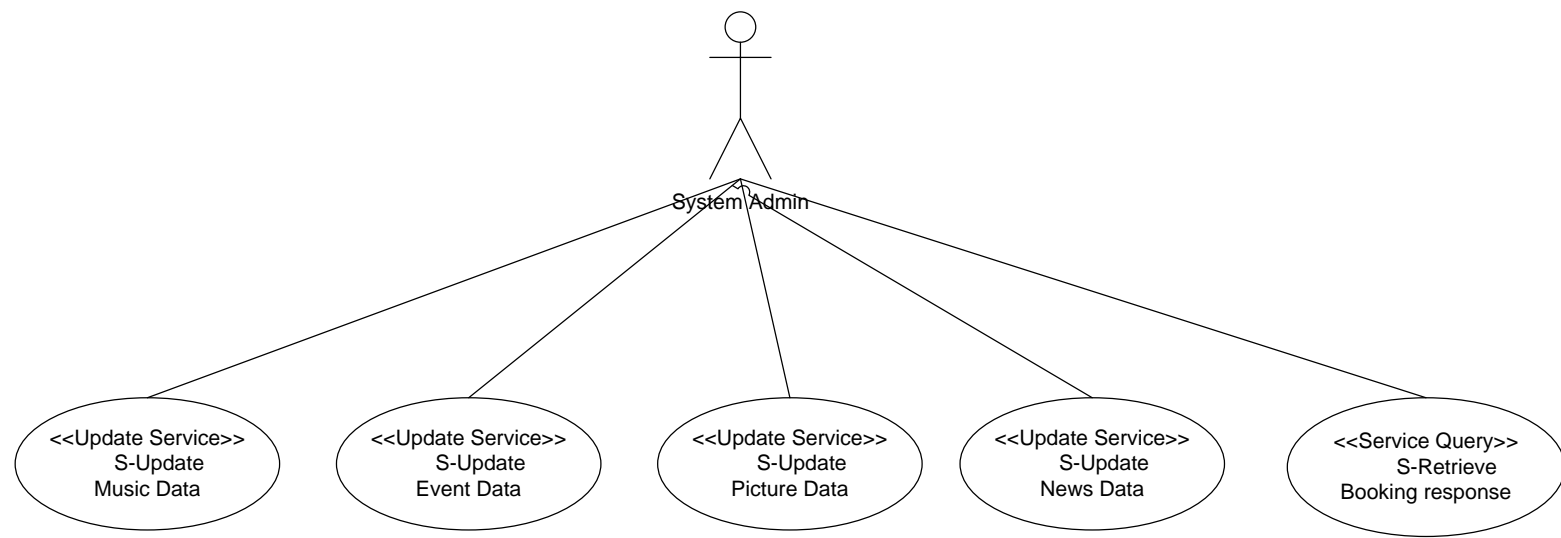 System Admin
<<Update Service>>
S-Update
Music Data
<<Update Service>>
S-Update
Event Data
<<Update Service>>
S-Update
Picture Data
<<Update Service>>
S-Update
News Data
<<Service Query>>
S-Retrieve
Booking response